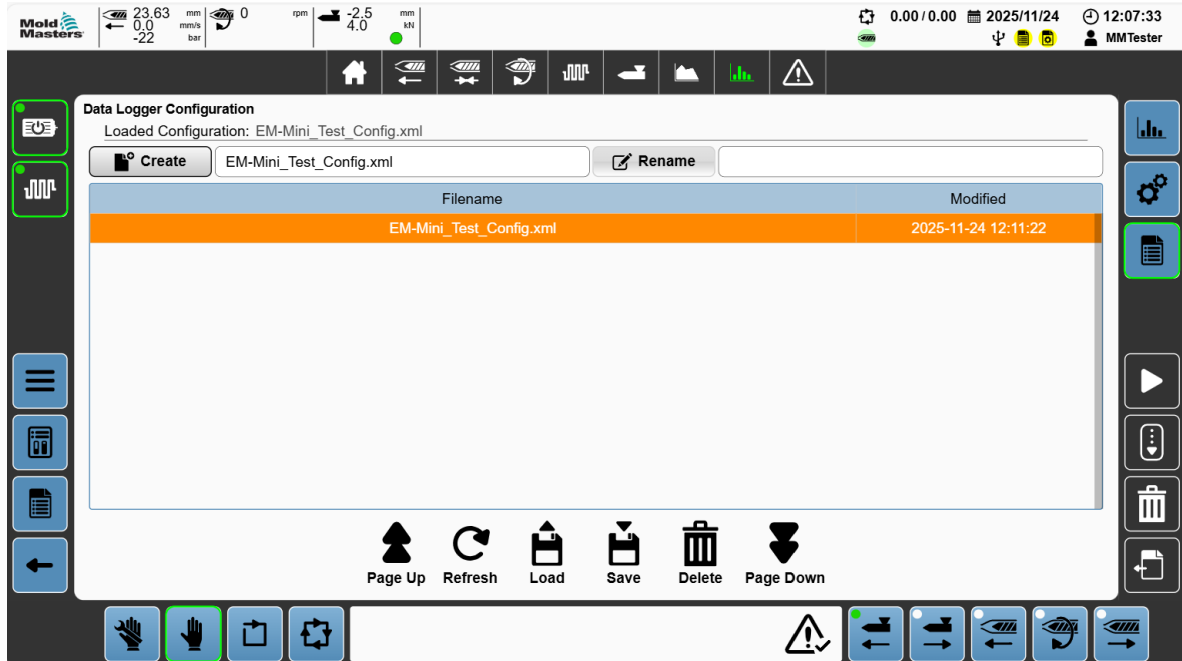 Mold
Masters
23.63 mm
0.0 mm/s
-22 bar
0 rpm
-2.5 mm
4.0 kN
0.00 / 0.00
2025/11/24
12:07:33
MMTester
Data Logger Configuration
Loaded Configuration: EM-Mini_Test_Config.xml
Create
EM-Mini_Test_Config.xml
Rename
Filename Modified
EM-Mini_Test_Config.xml 2025-11-24 12:11:22
Page Up Refresh Load Save Delete Page Down